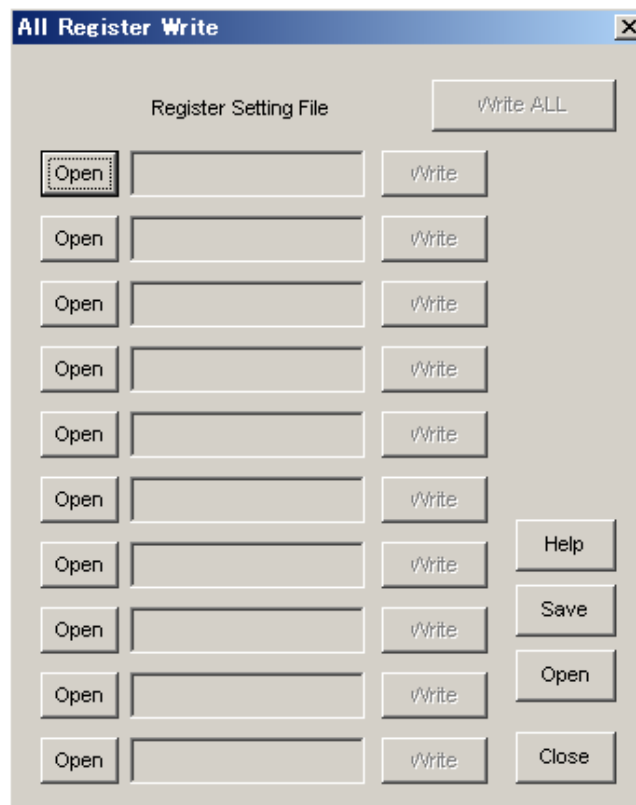 All Register Write
Register Setting File
Write ALL
Open
Write
Open
Write
Open
Write
Open
Write
Open
Write
Open
Write
Open
Write
Help
Open
Write
Save
Open
Write
Open
Open
Write
Close